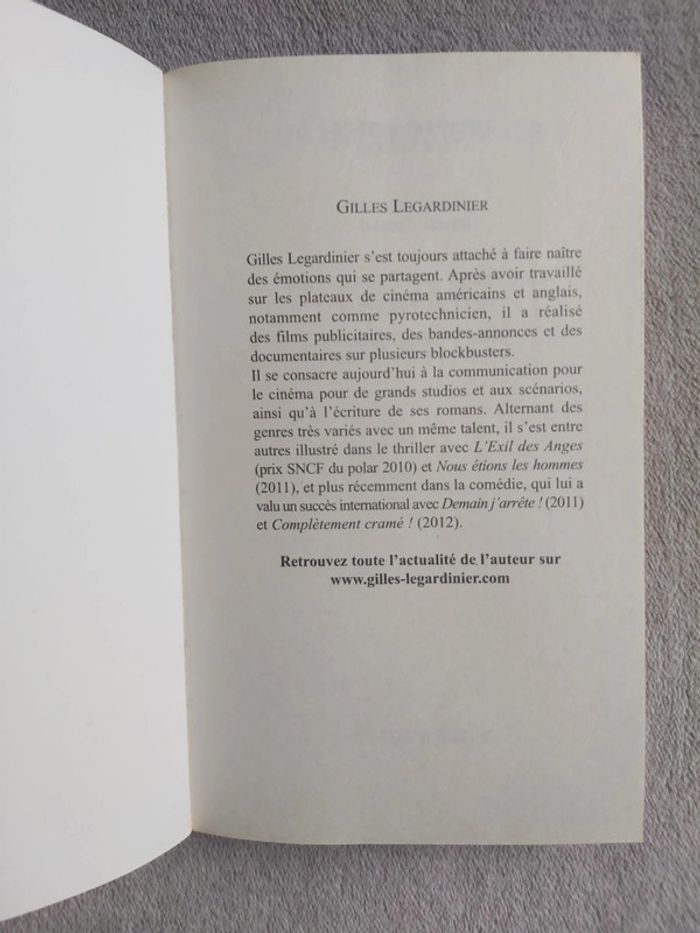 GILLES LEGARDINIER
Gilles Legardinier s'est toujours attaché à faire naître
des émotions qui se partagent. Après avoir travaillé
sur les plateaux de cinéma américains et anglais,
notamment comme pyrotechnicien, il a réalisé
des films publicitaires, des bandes-annonces et des
documentaires sur plusieurs blockbusters.
Il se consacre aujourd'hui à la communication pour
le cinéma pour de grands studios et aux scénarios,
ainsi qu'à l'écriture de ses romans. Alternant des
genres très variés avec un même talent, il s'est entre
autres illustré dans le thriller avec L'Exil des Anges
(prix SNCF du polar 2010) et Nous étions les hommes
(2011), et plus récemment dans la comédie, qui lui a
valu un succès international avec Demain j'arrête ! (2011)
et Complètement cramé ! (2012).
Retrouvez toute l'actualité de l'auteur sur
www.gilles-legardinier.com